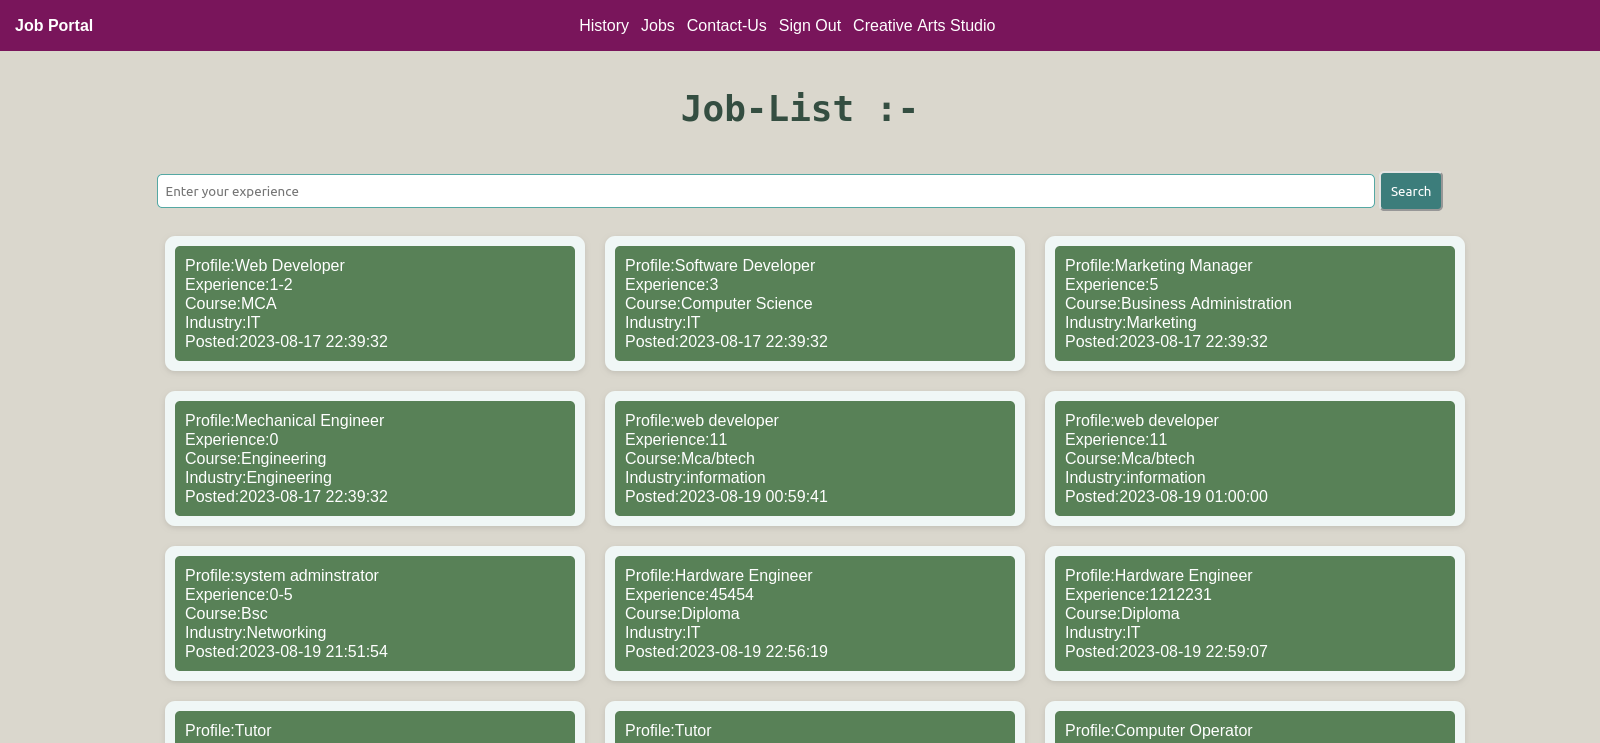 Job Portal
History Jobs Contact-Us Sign Out Creative Arts Studio
Job-List :-
Enter your experience
Search
Profile:Web Developer
Experience:1-2
Course:MCA
Industry:IT
Posted:2023-08-17 22:39:32
Profile:Software Developer
Experience:3
Course:Computer Science
Industry:IT
Posted:2023-08-17 22:39:32
Profile:Marketing Manager
Experience:5
Course:Business Administration
Industry:Marketing
Posted:2023-08-17 22:39:32
Profile:Mechanical Engineer
Experience:0
Course:Engineering
Industry:Engineering
Posted:2023-08-17 22:39:32
Profile:web developer
Experience:11
Course:Mca/btech
Industry:information
Posted:2023-08-19 00:59:41
Profile:web developer
Experience:11
Course:Mca/btech
Industry:information
Posted:2023-08-19 01:00:00
Profile:system adminstrator
Experience:0-5
Course:Bsc
Industry:Networking
Posted:2023-08-19 21:51:54
Profile:Hardware Engineer
Experience:45454
Course:Diploma
Industry:IT
Posted:2023-08-19 22:56:19
Profile:Hardware Engineer
Experience:1212231
Course:Diploma
Industry:IT
Posted:2023-08-19 22:59:07
Profile:Tutor
Profile:Tutor
Profile:Computer Operator